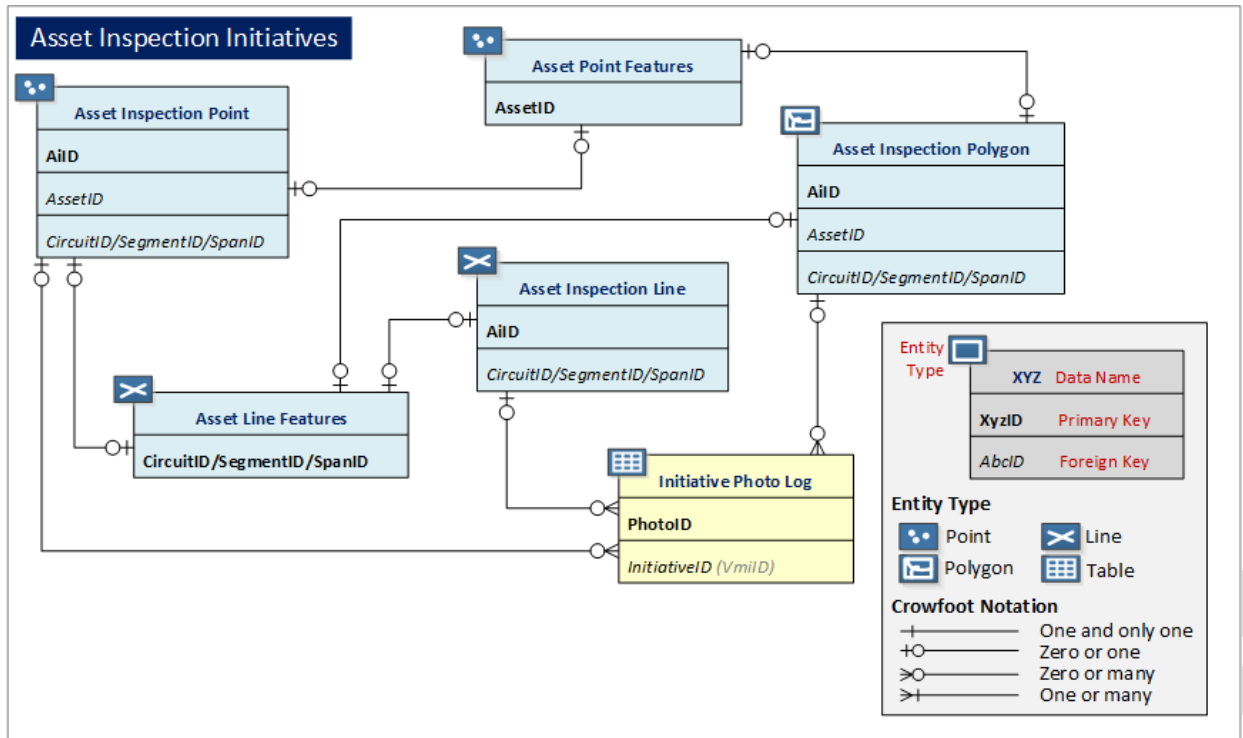 Asset Inspection Initiatives
Asset Point Features
AssetID
Asset Inspection Point
AiID
AssetID
CircuitID/SegmentID/SpanID
Asset Inspection Polygon
AiID
AssetID
CircuitID/SegmentID/SpanID
Asset Inspection Line
AiID
CircuitID/SegmentID/SpanID
Asset Line Features
CircuitID/SegmentID/SpanID
Initiative Photo Log
PhotoID
InitiativeID (VmiID)
Entity
Type
XYZ Data Name
XyzID Primary Key
AbcID Foreign Key
Entity Type
Point
Line
Polygon
Table
Crowfoot Notation
One and only one
Zero or one
Zero or many
One or many